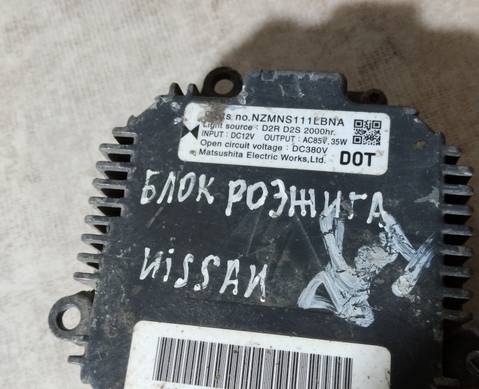 no.NZMNS111LBNA
Light source : D2R D2S 2000hr.
INPUT : DC12V OUTPUT : AC85V, 35W
Open circuit voltage : DC380V
Matsushita Electric Works,Ltd. DOT
БЛОК РОЗЖИГА
NISSAN